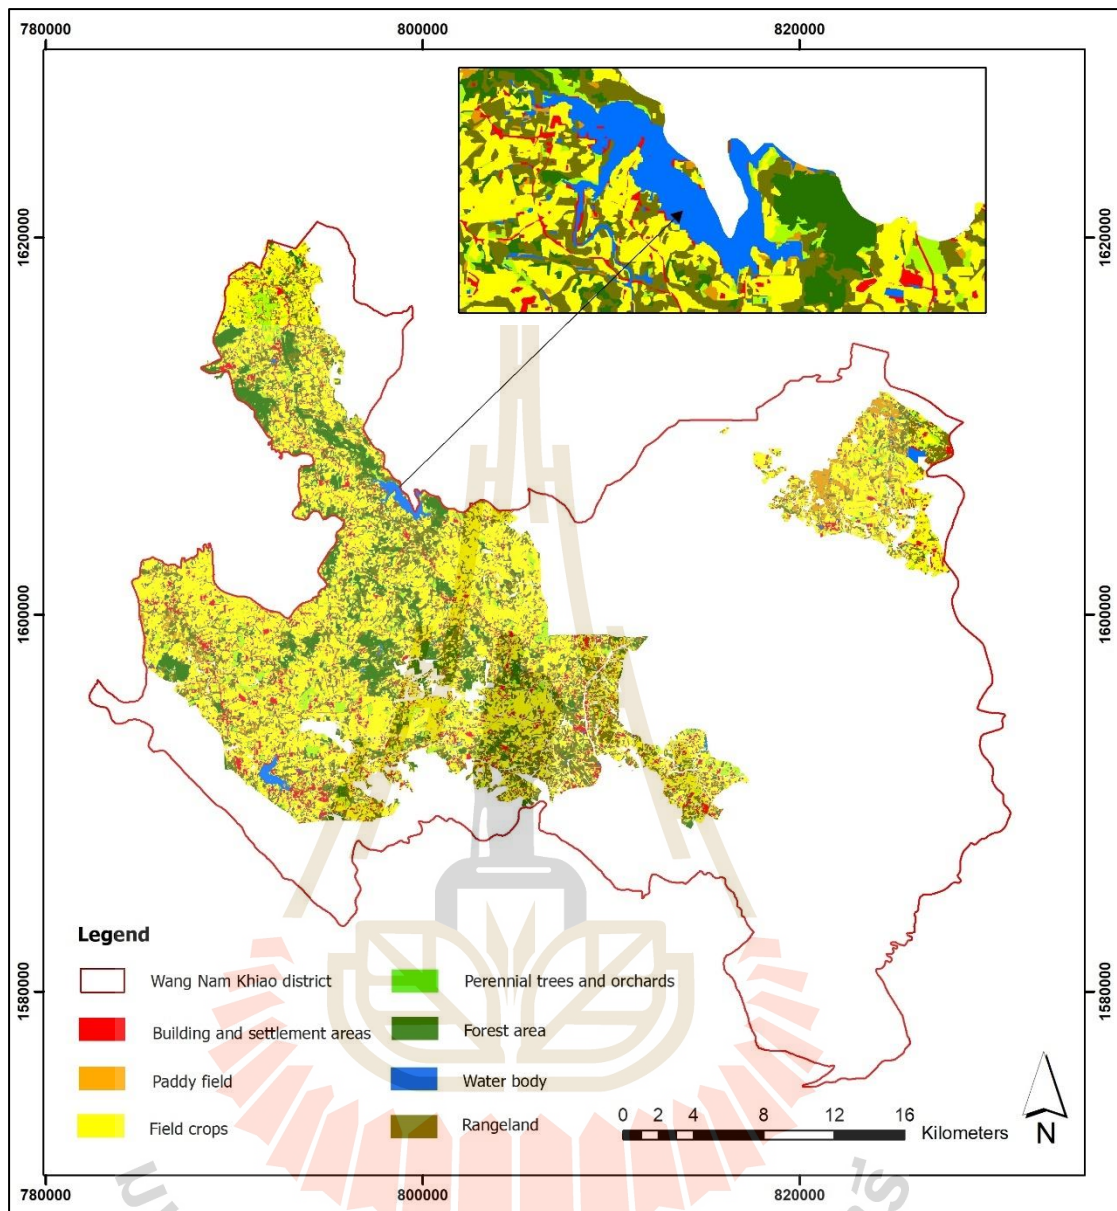 780000 800000 820000
1620000 1620000
1600000 1600000
1580000 1580000
Legend
Wang Nam Khiao district
Building and settlement areas
Paddy field
Field crops
Perennial trees and orchards
Forest area
Water body
Rangeland
0 2 4 8 12 16
Kilometers
N
780000 800000 820000